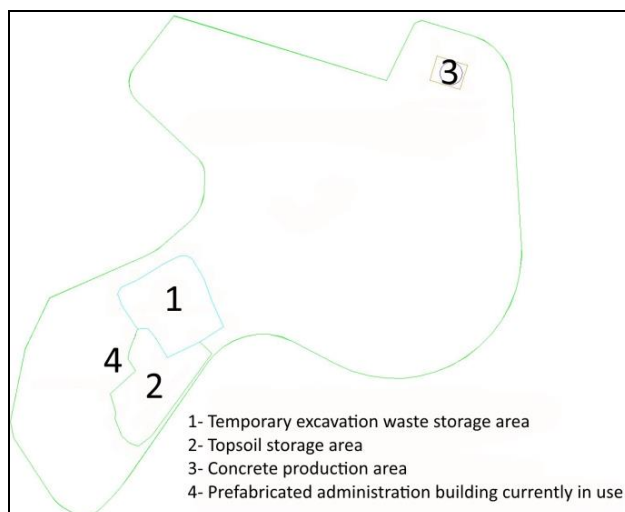 3
1
4
2
1- Temporary excavation waste storage area
2- Topsoil storage area
3- Concrete production area
4- Prefabricated administration building currently in use